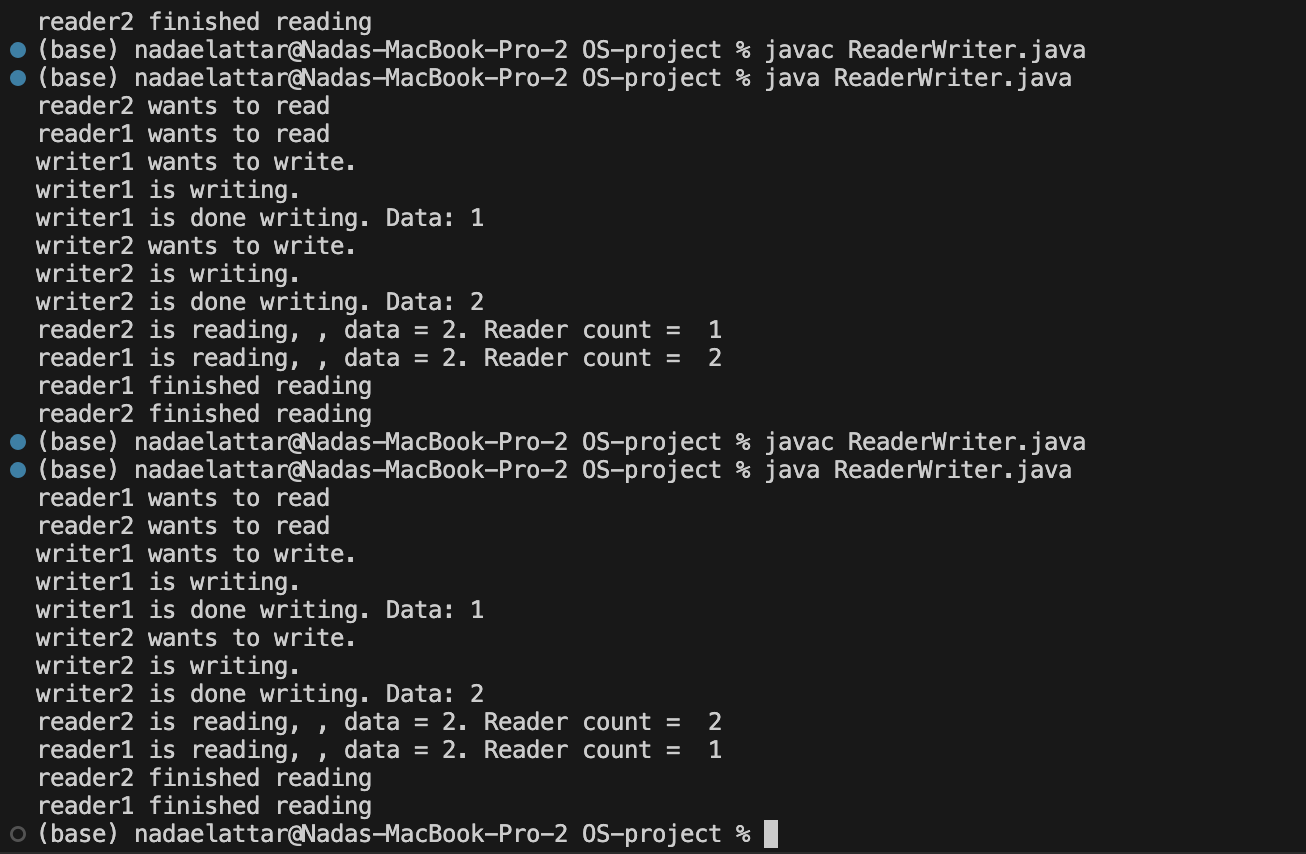 reader2 finished reading
(base) nadaelattar@Nadas-MacBook-Pro-2 OS-project % javac ReaderWriter.java
(base) nadaelattar@Nadas-MacBook-Pro-2 OS-project % java ReaderWriter.java
reader2 wants to read
reader1 wants to read
writer1 wants to write.
writer1 is writing.
writer1 is done writing. Data: 1
writer2 wants to write.
writer2 is writing.
writer2 is done writing. Data: 2
reader2 is reading, , data = 2. Reader count =  1
reader1 is reading, , data = 2. Reader count =  2
reader1 finished reading
reader2 finished reading
(base) nadaelattar@Nadas-MacBook-Pro-2 OS-project % javac ReaderWriter.java
(base) nadaelattar@Nadas-MacBook-Pro-2 OS-project % java ReaderWriter.java
reader1 wants to read
reader2 wants to read
writer1 wants to write.
writer1 is writing.
writer1 is done writing. Data: 1
writer2 wants to write.
writer2 is writing.
writer2 is done writing. Data: 2
reader2 is reading, , data = 2. Reader count =  2
reader1 is reading, , data = 2. Reader count =  1
reader2 finished reading
reader1 finished reading
(base) nadaelattar@Nadas-MacBook-Pro-2 OS-project %